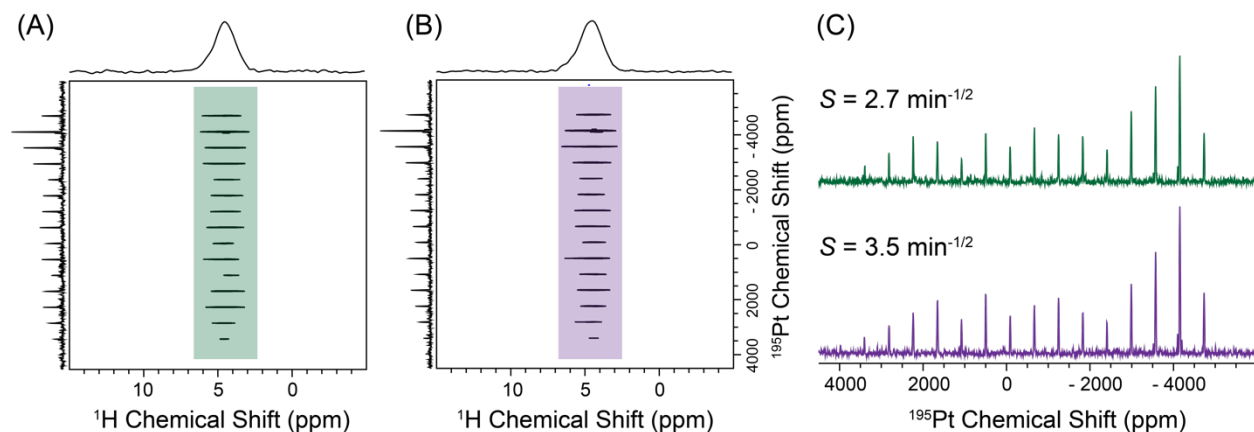 (A)
(B)
(C)
S = 2.7 min-1/2
S = 3.5 min-1/2
- 4000
- 2000
0
2000
4000
195Pt Chemical Shift (ppm)
10 5 0
1H Chemical Shift (ppm)
10 5 0
1H Chemical Shift (ppm)
4000 2000 0 - 2000 - 4000
195Pt Chemical Shift (ppm)